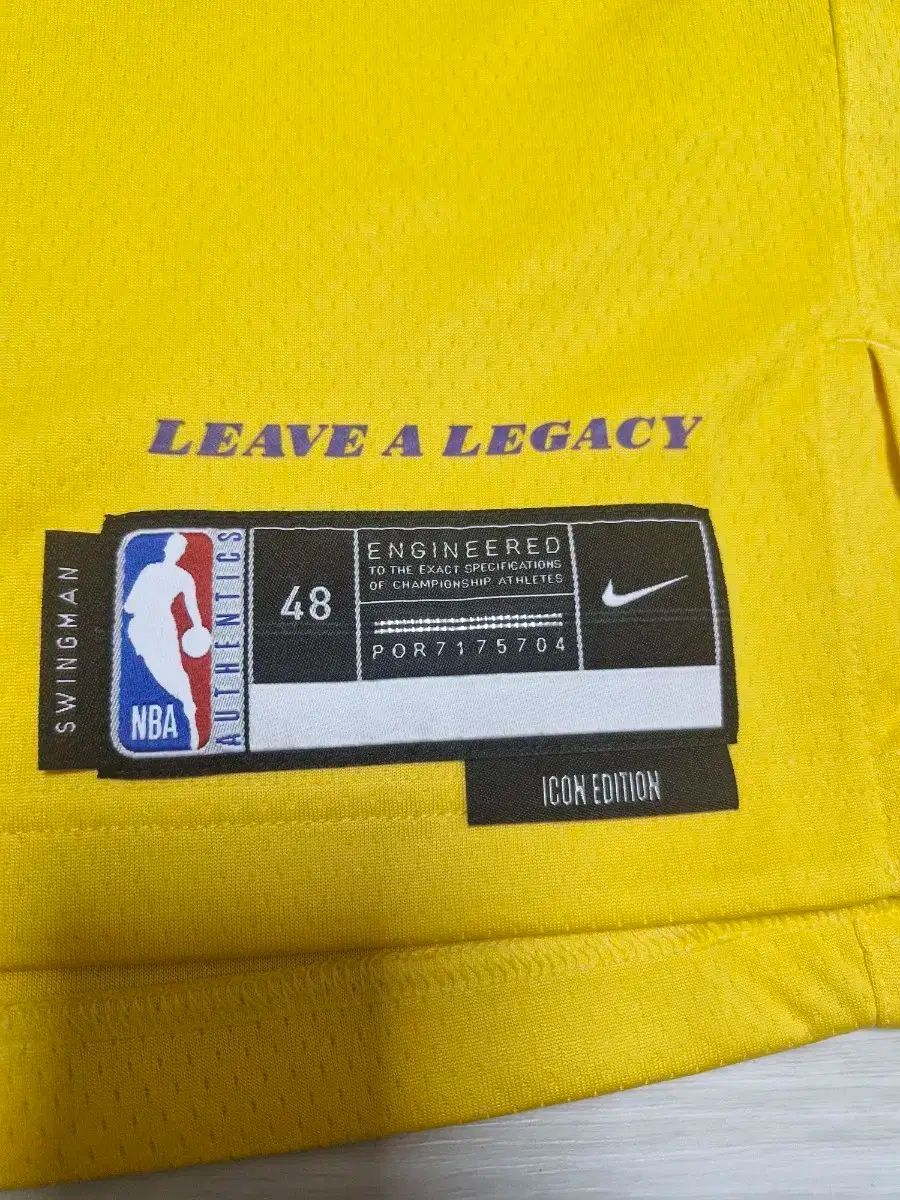 LEAVE A LEGACY
SWINGMAN
NBA
AUTHENTICS
48
ENGINEERED
TO THE EXACT SPECIFICATIONS
OF CHAMPIONSHIP ATHLETES
POR7175704
ICON EDITION